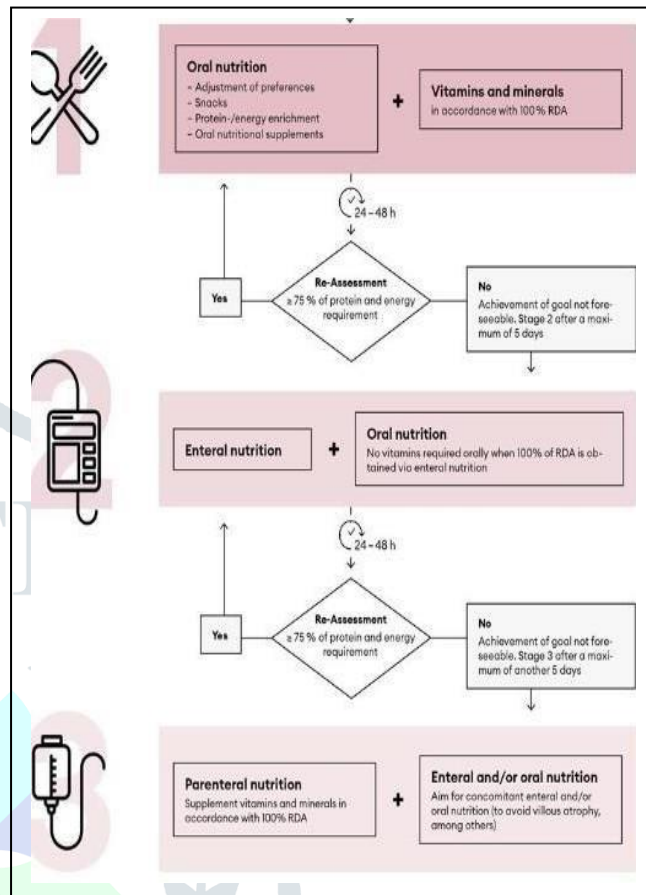 1
Oral nutrition
– Adjustment of preferences
– Snacks
– Protein-/energy enrichment
– Oral nutritional supplements
+
Vitamins and minerals
in accordance with 100% RDA
24–48 h
Re-Assessment
≥75 % of protein and energy
requirement
Yes
No
Achievement of goal not fore-
seeable. Stage 2 after a maxi-
mum of 5 days
2
Enteral nutrition
+
Oral nutrition
No vitamins required orally when 100% of RDA is ob-
tained via enteral nutrition
24–48 h
Re-Assessment
≥75 % of protein and energy
requirement
Yes
No
Achievement of goal not fore-
seeable. Stage 3 after a maxi-
mum of another 5 days
3
Parenteral nutrition
Supplement vitamins and minerals in
accordance with 100% RDA
+
Enteral and/or oral nutrition
Aim for concomitant enteral and/or
oral nutrition (to avoid villous atrophy,
among others)